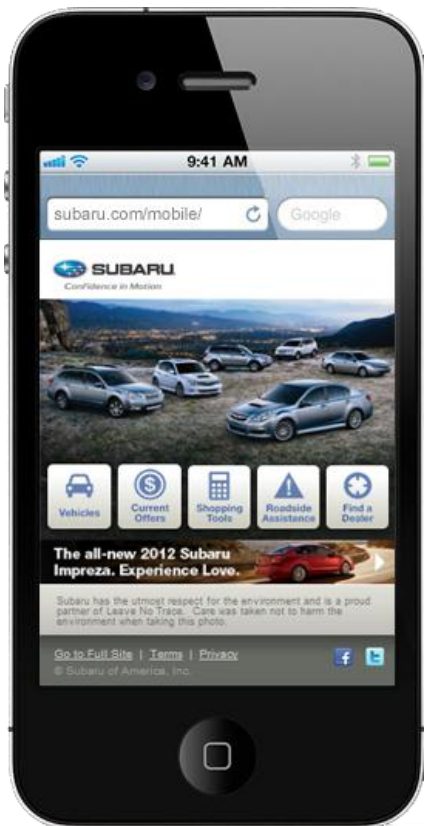 9:41 AM
subaru.com/mobile/
Google
SUBARU
Confidence in Motion
Vehicles
Current
Offers
Shopping
Tools
Roadside
Assistance
Find a
Dealer
The all-new 2012 Subaru
Impreza. Experience Love.
Subaru has the utmost respect for the environment and is a proud
partner of Leave No Trace. Care was taken not to harm the
environment when taking this photo.
Go to Full Site | Terms | Privacy
© Subaru of America, Inc.